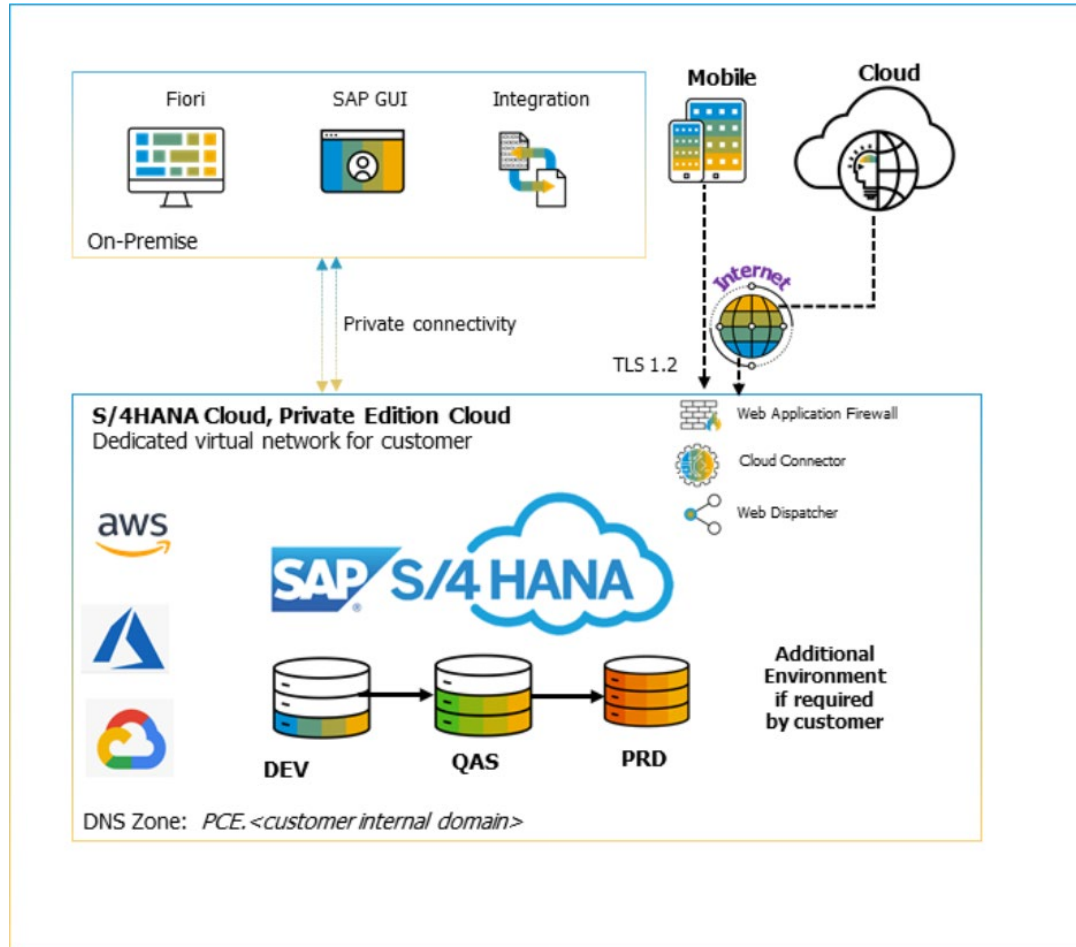 Mobile
Cloud
Fiori
SAP GUI
Integration
On-Premise
Internet
Private connectivity
TLS 1.2
S/4HANA Cloud, Private Edition Cloud
Dedicated virtual network for customer
Web Application Firewall
Cloud Connector
Web Dispatcher
aws
SAP S/4 HANA
®
Additional
Environment
if required
by customer
DEV
QAS
PRD
DNS Zone: PCE.<customer internal domain>